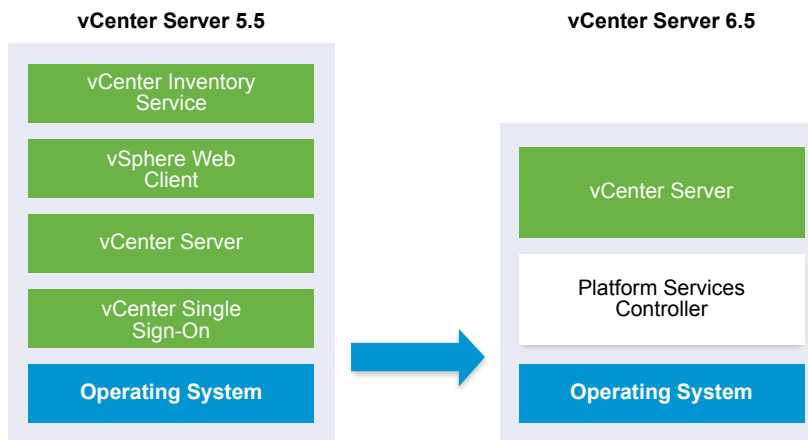 vCenter Server 5.5
vCenter Inventory
Service
vSphere Web
Client
vCenter Server
vCenter Single
Sign-On
Operating System
vCenter Server 6.5
vCenter Server
Platform Services
Controller
Operating System